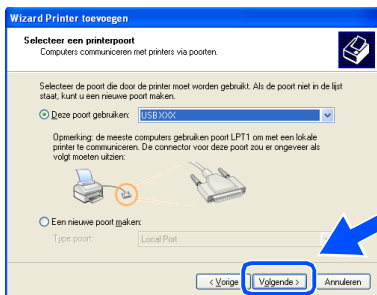 Wizard Printer toevoegen
Selecteer een printerpoort
Computers communiceren met printers via poorten.
Selecteer de poort die door de printer moet worden gebruikt. Als de poort niet in de lijst
staat, kunt u een nieuwe poort maken.
Deze poort gebruiken:
USBXXX
Opmerking: de meeste computers gebruiken poort LPT1 om met een lokale
printer te communiceren. De connector voor deze poort zou er ongeveer als
volgt moeten uitzien:
Een nieuwe poort maken:
Type poort:
Local Port
< Vorige
Volgende >
Annuleren